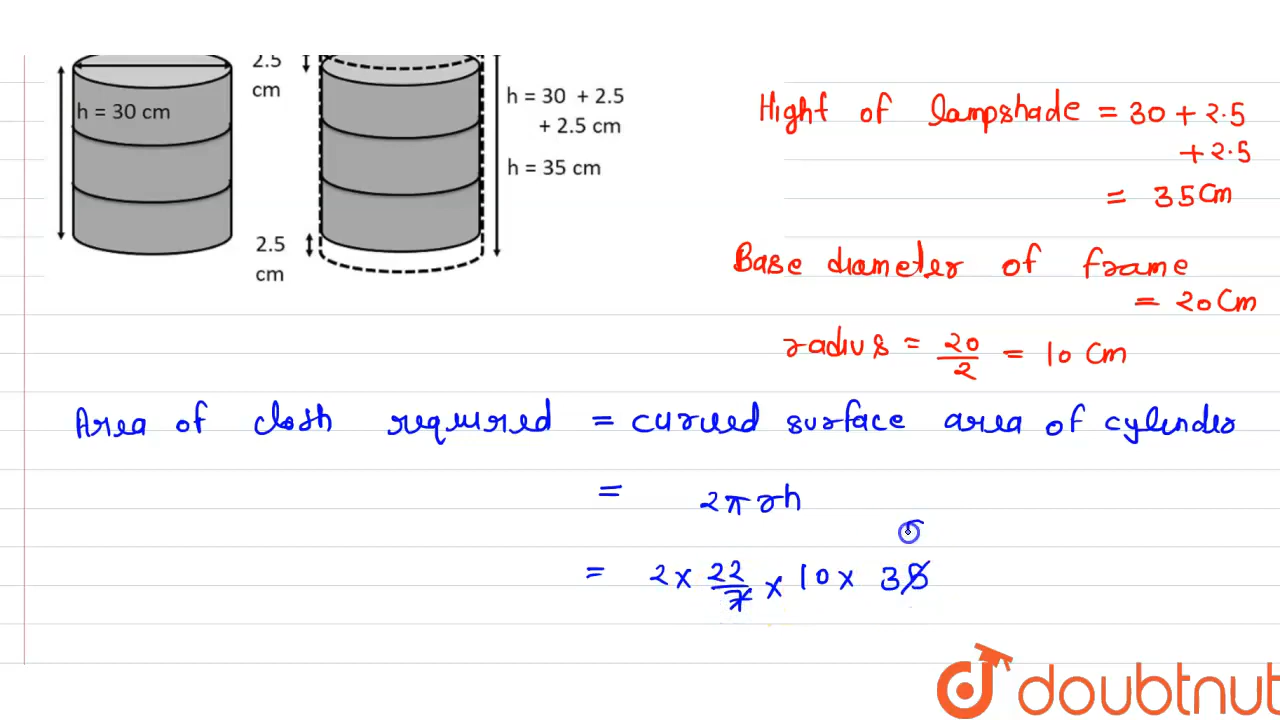 2.5
cm
h = 30 cm
h = 30 + 2.5
+ 2.5 cm
h = 35 cm
2.5
cm
Hight of lampshade = 30 + 2.5
+ 2.5
= 35 Cm
Base diameter of frame
= 20 Cm
radius = 20/2 = 10 Cm
Area of cloth required = curved surface area of cylinder
= 2πrh
5
= 2 × 22/7 × 10 × 35
doubtnut